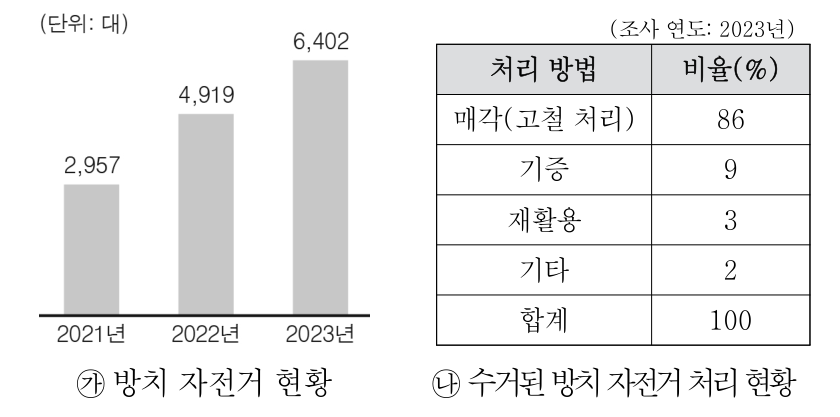 (단위: 대)
6,402
4,919
2,957
2021년 2022년 2023년
㉮ 방치 자전거 현황
(조사 연도: 2023년)
처리 방법 비율(%)
매각(고철 처리) 86
기증 9
재활용 3
기타 2
합계 100
㉯ 수거된 방치 자전거 처리 현황